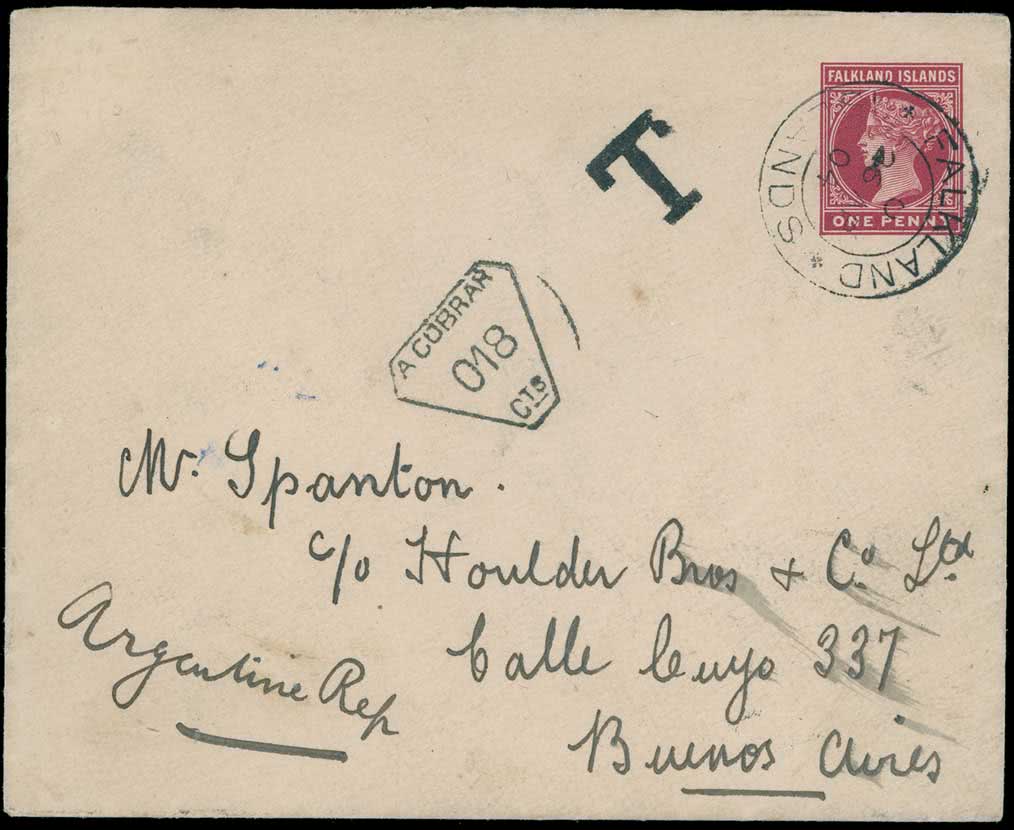 FALKLAND ISLANDS
ONE PENNY
* FALKLAND * ISLANDS
T
A COBRAR
018
CTS
Mr. Spanton.
c/o Houlder Bros + Co. Ltd
Calle Cuyo 337
Buenos Aires
Argentine Rep